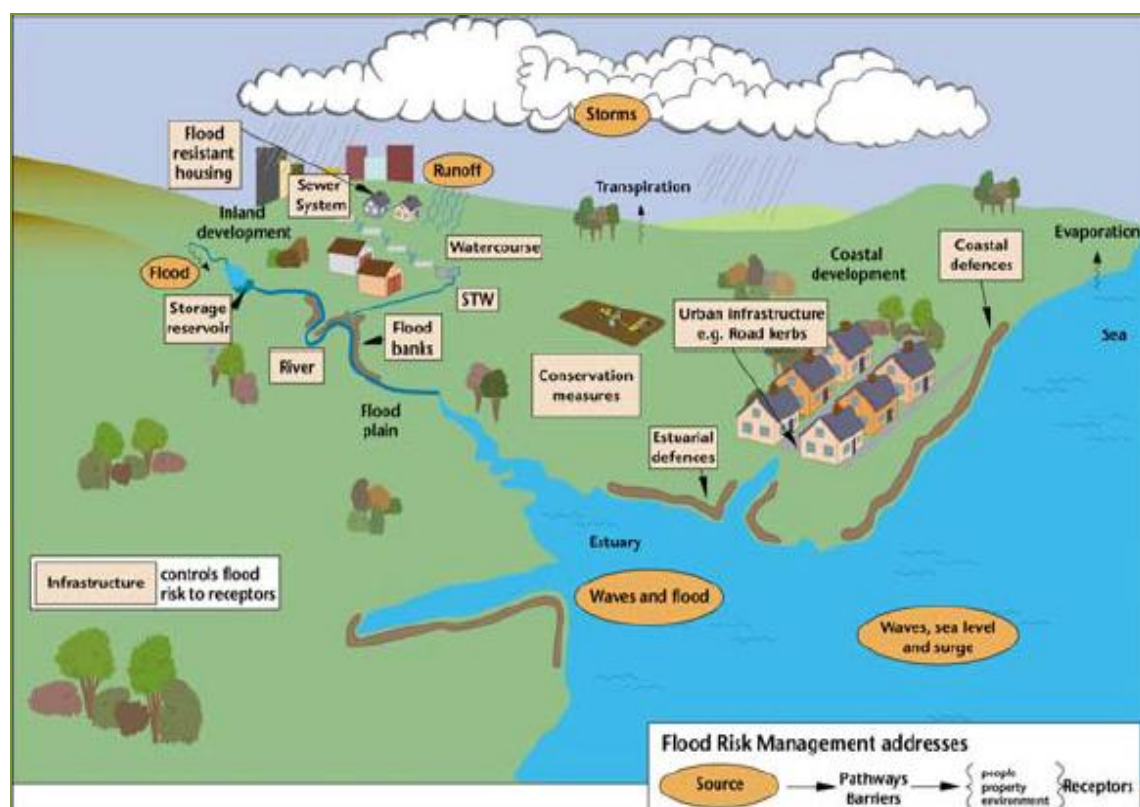 Storms
Flood
resistant
housing
Runoff
Sewer
System
Transpiration
Inland
development
Watercourse
Evaporation
Coastal
defences
Coastal
development
Flood
Storage
reservoir
STW
Urban infrastructure
e.g. Road kerbs
Sea
River
Flood
banks
Conservation
measures
Flood
plain
Estuarial
defences
Estuary
Infrastructure
controls flood
risk to receptors
Waves and flood
Waves, sea level
and surge
Flood Risk Management addresses
Source
Pathways
Barriers
people
property
environment
Receptors